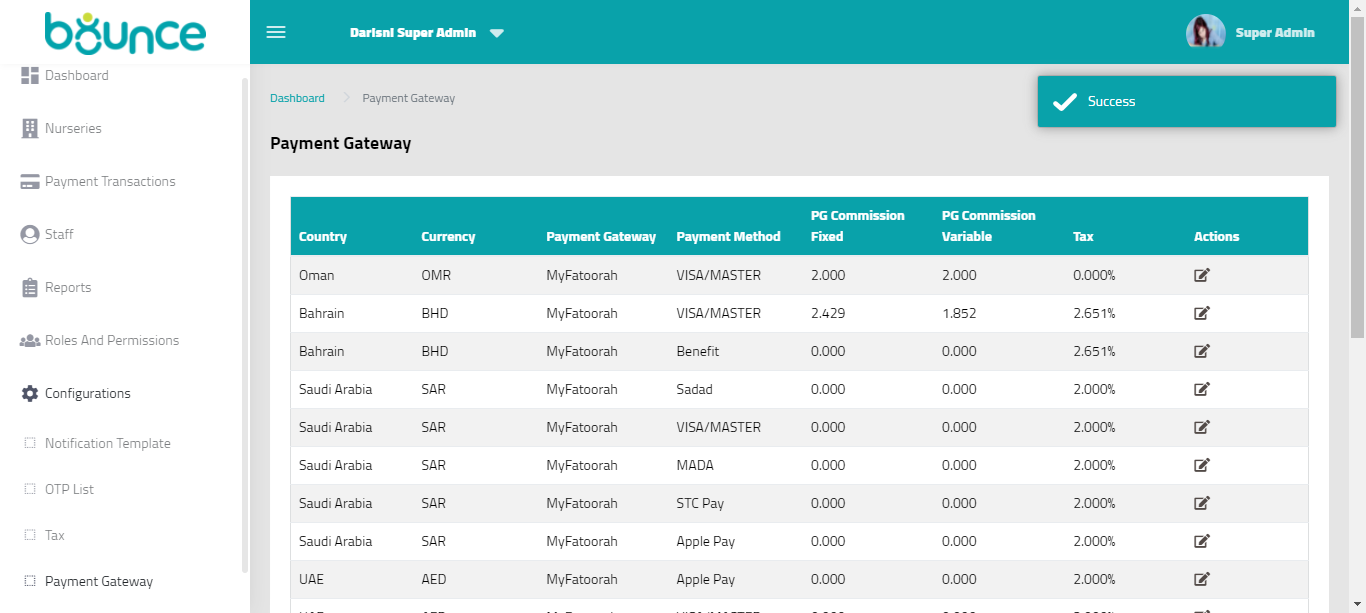 bounce
Darisni Super Admin
Super Admin
Dashboard
Nurseries
Payment Transactions
Staff
Reports
Roles And Permissions
Configurations
Notification Template
OTP List
Tax
Payment Gateway
Dashboard Payment Gateway
Success
Payment Gateway
Country Currency Payment Gateway Payment Method PG Commission Fixed PG Commission Variable Tax Actions
Oman OMR MyFatoorah VISA/MASTER 2.000 2.000 0.000%
Bahrain BHD MyFatoorah VISA/MASTER 2.429 1.852 2.651%
Bahrain BHD MyFatoorah Benefit 0.000 0.000 2.651%
Saudi Arabia SAR MyFatoorah Sadad 0.000 0.000 2.000%
Saudi Arabia SAR MyFatoorah VISA/MASTER 0.000 0.000 2.000%
Saudi Arabia SAR MyFatoorah MADA 0.000 0.000 2.000%
Saudi Arabia SAR MyFatoorah STC Pay 0.000 0.000 2.000%
Saudi Arabia SAR MyFatoorah Apple Pay 0.000 0.000 2.000%
UAE AED MyFatoorah Apple Pay 0.000 0.000 2.000%